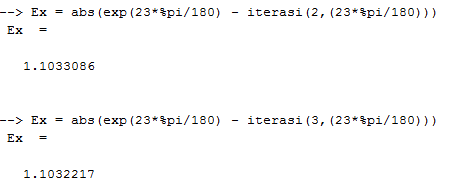 --> Ex = abs(exp(23*%pi/180) - iterasi(2,(23*%pi/180)))
Ex  =
1.1033086
--> Ex = abs(exp(23*%pi/180) - iterasi(3,(23*%pi/180)))
Ex  =
1.1032217